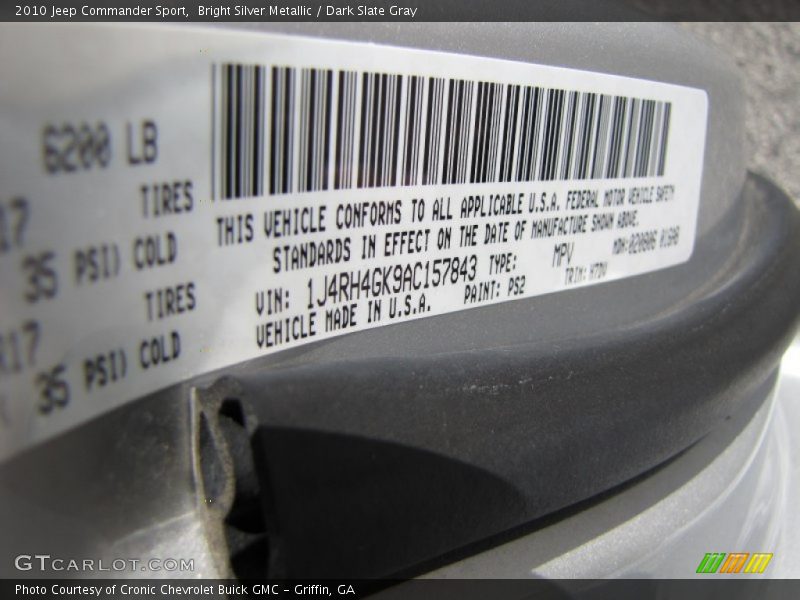 2010 Jeep Commander Sport,  Bright Silver Metallic / Dark Slate Gray
6200 LB
TIRES
35 PSI) COLD
TIRES
35 PSI) COLD
THIS VEHICLE CONFORMS TO ALL APPLICABLE U.S.A. FEDERAL MOTOR VEHICLE SAFETY
STANDARDS IN EFFECT ON THE DATE OF MANUFACTURE SHOWN ABOVE.
VIN: 1J4RH4GK9AC157843 TYPE: MPV MDH:
VEHICLE MADE IN U.S.A. PAINT: PS2 TRIM:
GTCARLOT.COM
Photo Courtesy of Cronic Chevrolet Buick GMC – Griffin, GA